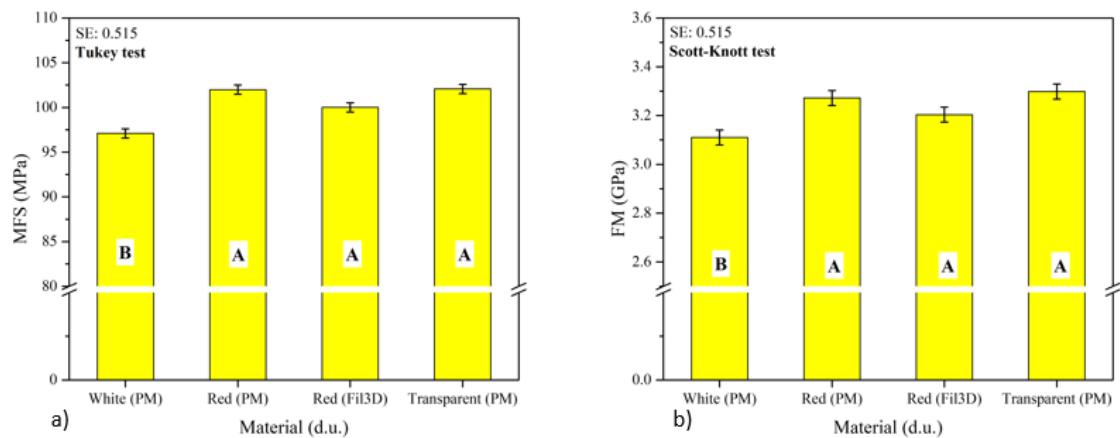 SE: 0.515
Tukey test
MFS (MPa)
110
105
100
95
90
85
80
0
B
A
A
A
White (PM)
Red (PM)
Red (Fil3D)
Transparent (PM)
Material (d.u.)
a)
SE: 0.515
Scott-Knott test
FM (GPa)
3.6
3.4
3.2
3.0
2.8
2.6
0.0
B
A
A
A
White (PM)
Red (PM)
Red (Fil3D)
Transparent (PM)
Material (d.u.)
b)